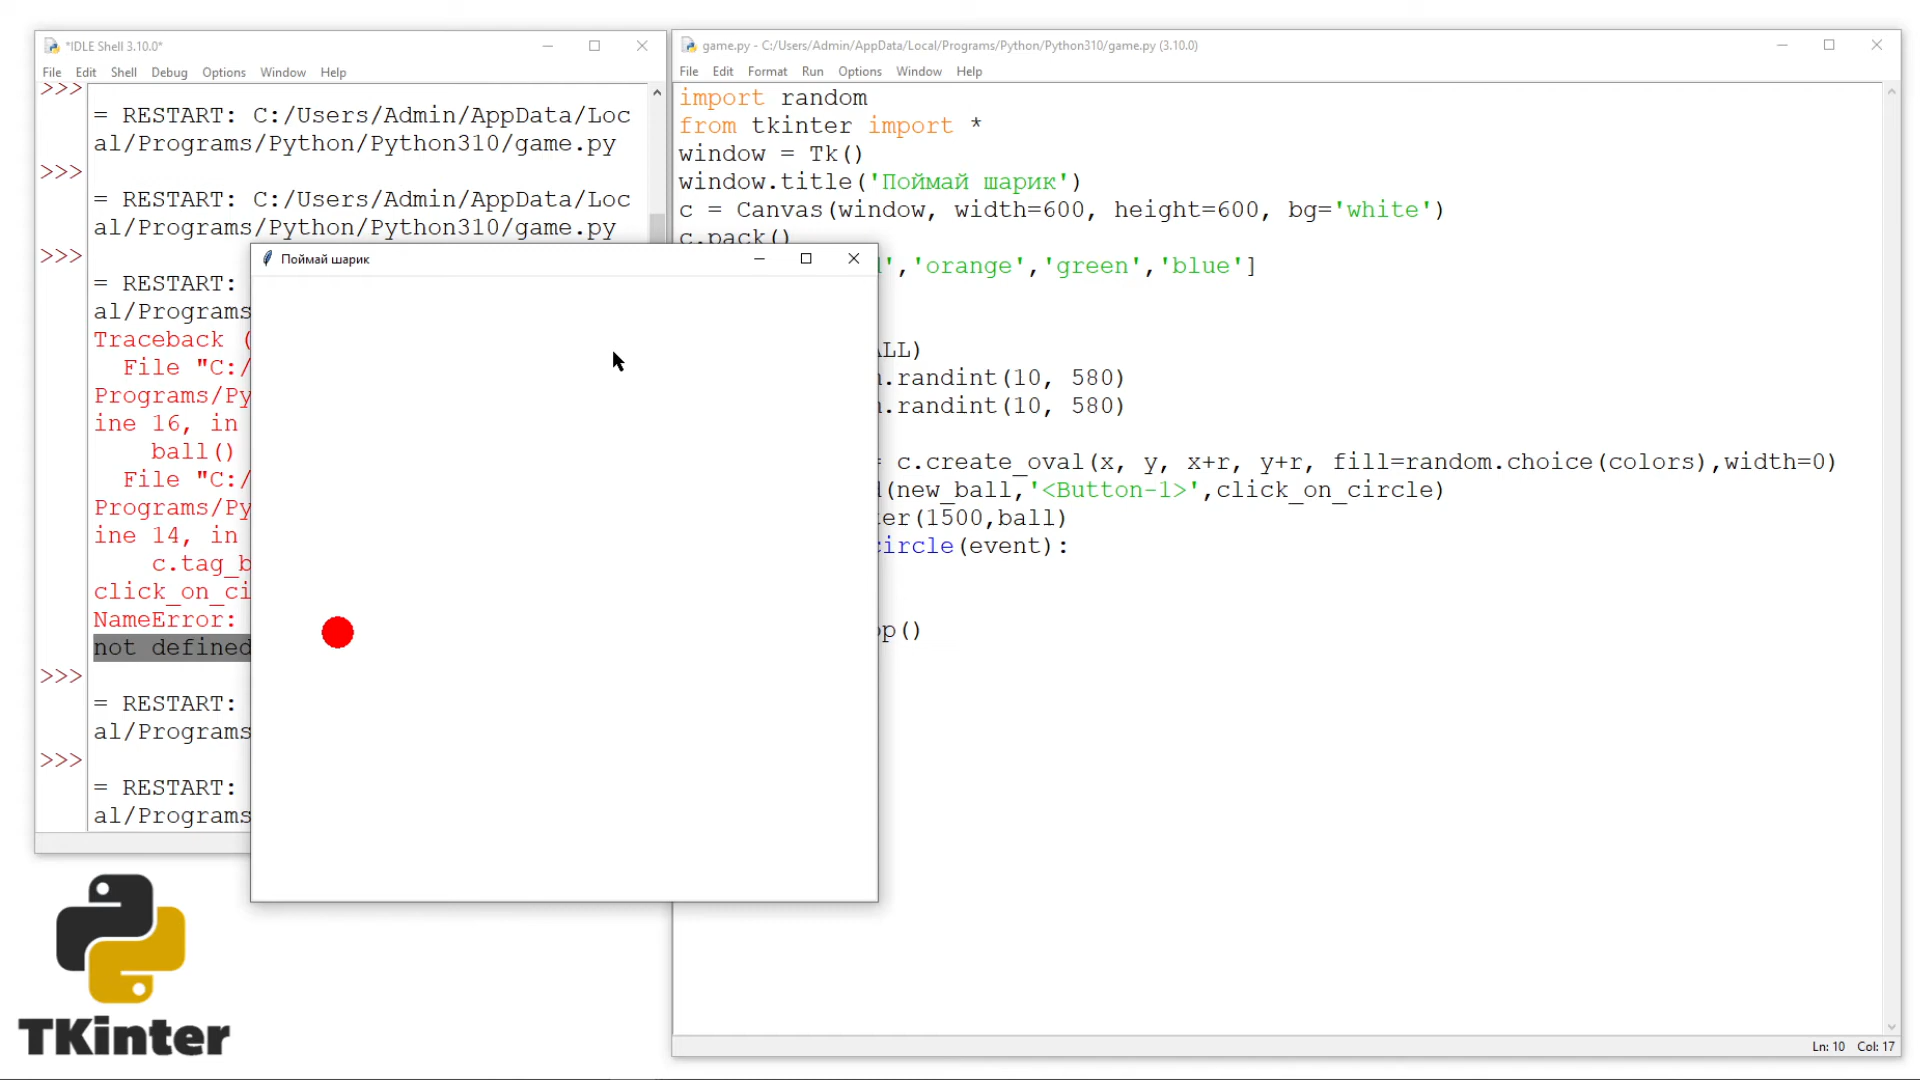 *IDLE Shell 3.10.0*
File Edit Shell Debug Options Window Help
>>>
= RESTART: C:/Users/Admin/AppData/Loc
al/Programs/Python/Python310/game.py
>>>
= RESTART: C:/Users/Admin/AppData/Loc
al/Programs/Python/Python310/game.py
>>>
= RESTART:
al/Programs
Traceback (
File "C:/
Programs/Py
ine 16, in
ball()
File "C:/
Programs/Py
ine 14, in
c.tag_b
click_on_ci
NameError:
not defined
>>>
= RESTART:
al/Programs
>>>
= RESTART:
al/Programs
Поймай шарик
game.py - C:/Users/Admin/AppData/Local/Programs/Python/Python310/game.py (3.10.0)
File Edit Format Run Options Window Help
import random
from tkinter import *
window = Tk()
window.title('Поймай шарик')
c = Canvas(window, width=600, height=600, bg='white')
c.pack()
','orange','green','blue']
ALL)
.randint(10, 580)
.randint(10, 580)
= c.create_oval(x, y, x+r, y+r, fill=random.choice(colors),width=0)
(new_ball,'<Button-1>',click_on_circle)
er(1500,ball)
circle(event):
op()
Ln: 10 Col: 17
TKinter